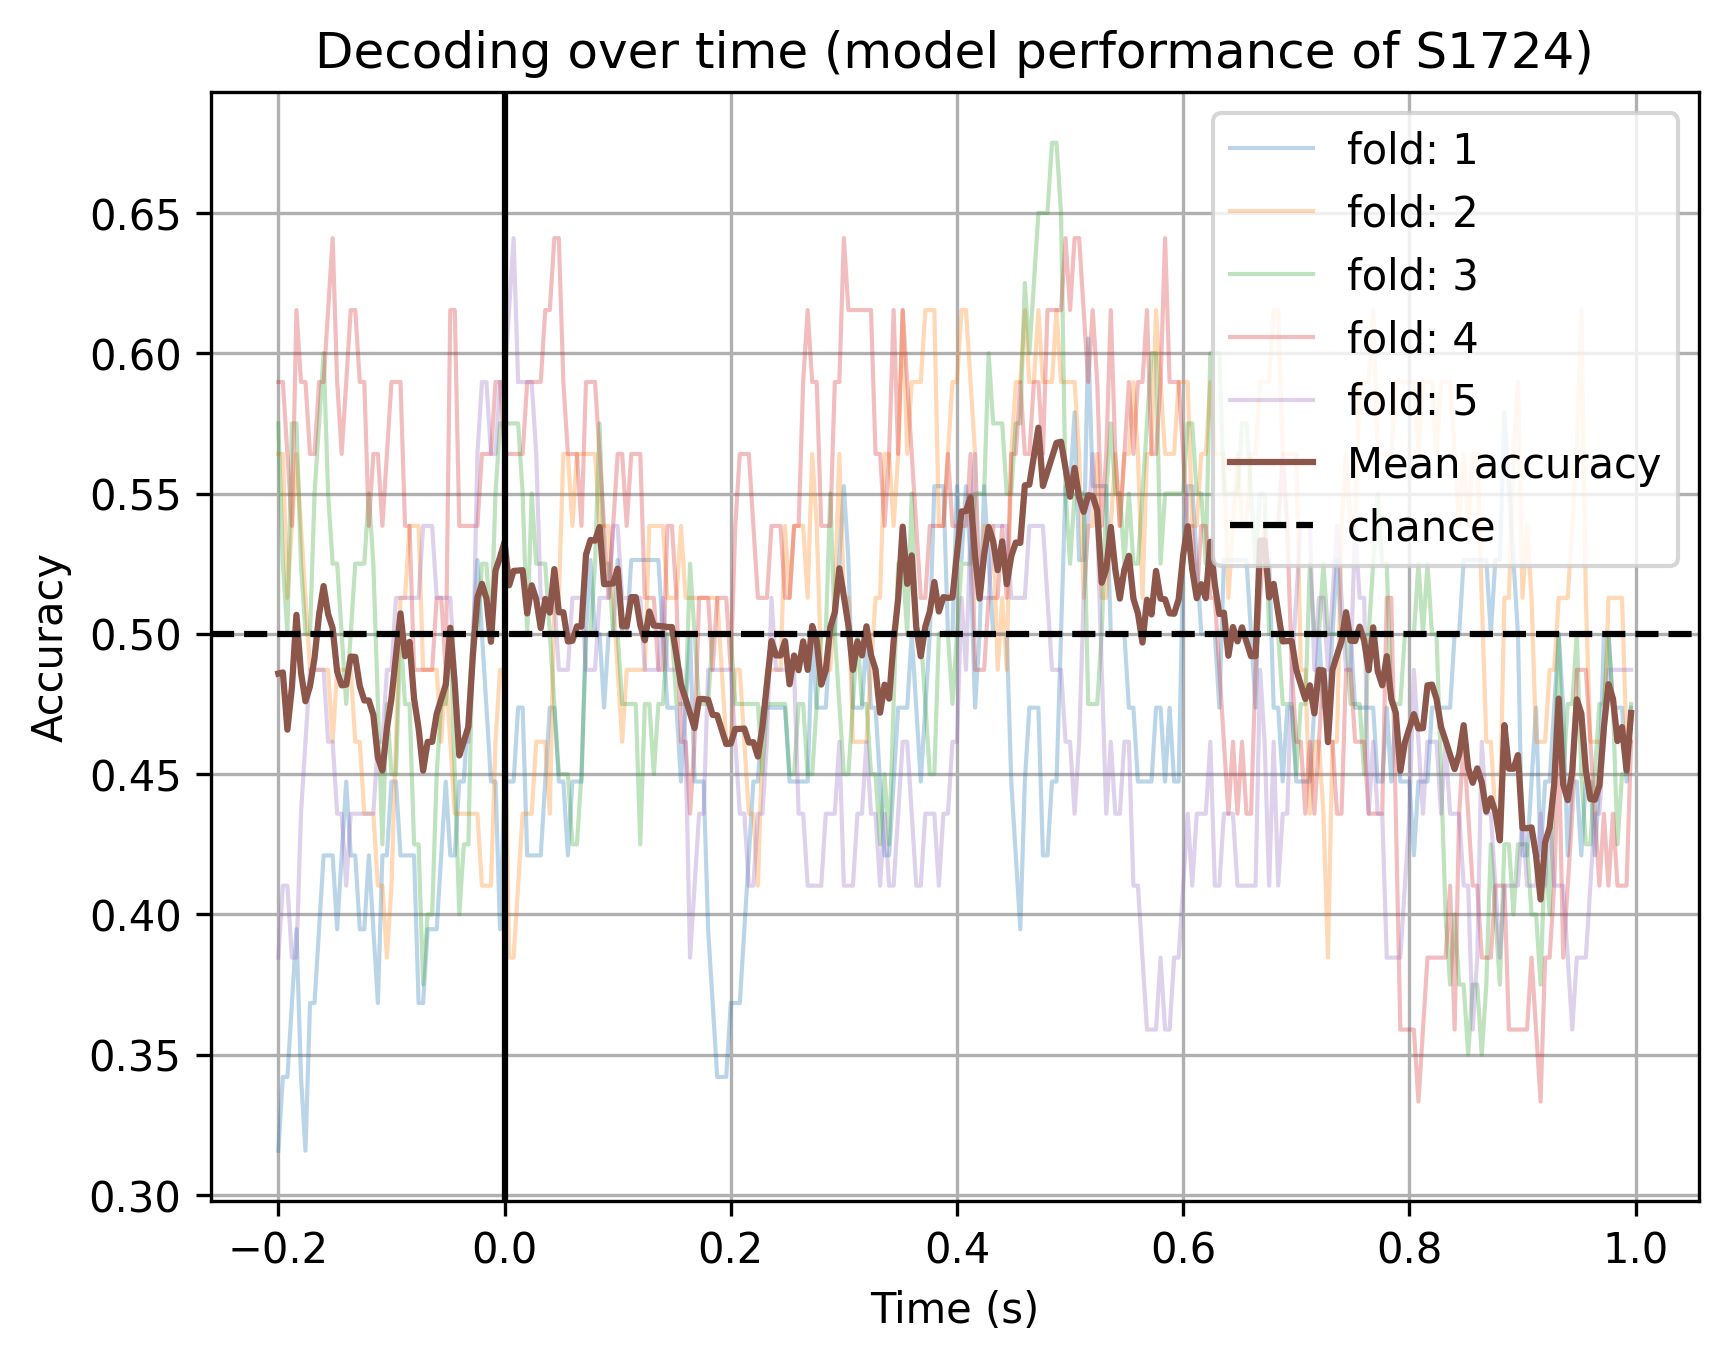 Decoding over time (model performance of S1724)
fold: 1
fold: 2
fold: 3
fold: 4
fold: 5
Mean accuracy
chance
Accuracy
0.65
0.60
0.55
0.50
0.45
0.40
0.35
0.30
−0.2 0.0 0.2 0.4 0.6 0.8 1.0
Time (s)